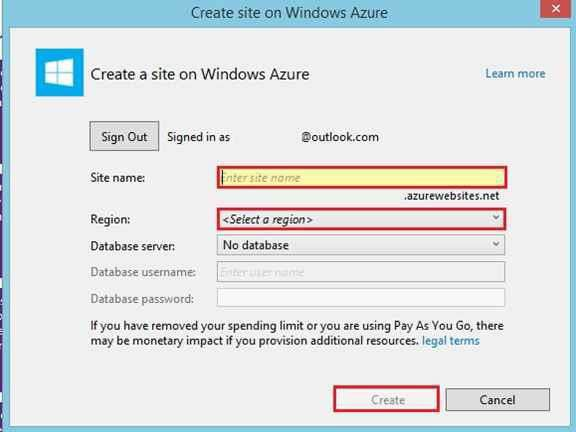 Create site on Windows Azure
Create a site on Windows Azure
Learn more
Sign Out Signed in as @outlook.com
Site name: Enter site name
.azurewebsites.net
Region: <Select a region>
Database server: No database
Database username: Enter user name
Database password:
If you have removed your spending limit or you are using Pay As You Go, there
may be monetary impact if you provision additional resources. legal terms
Create Cancel